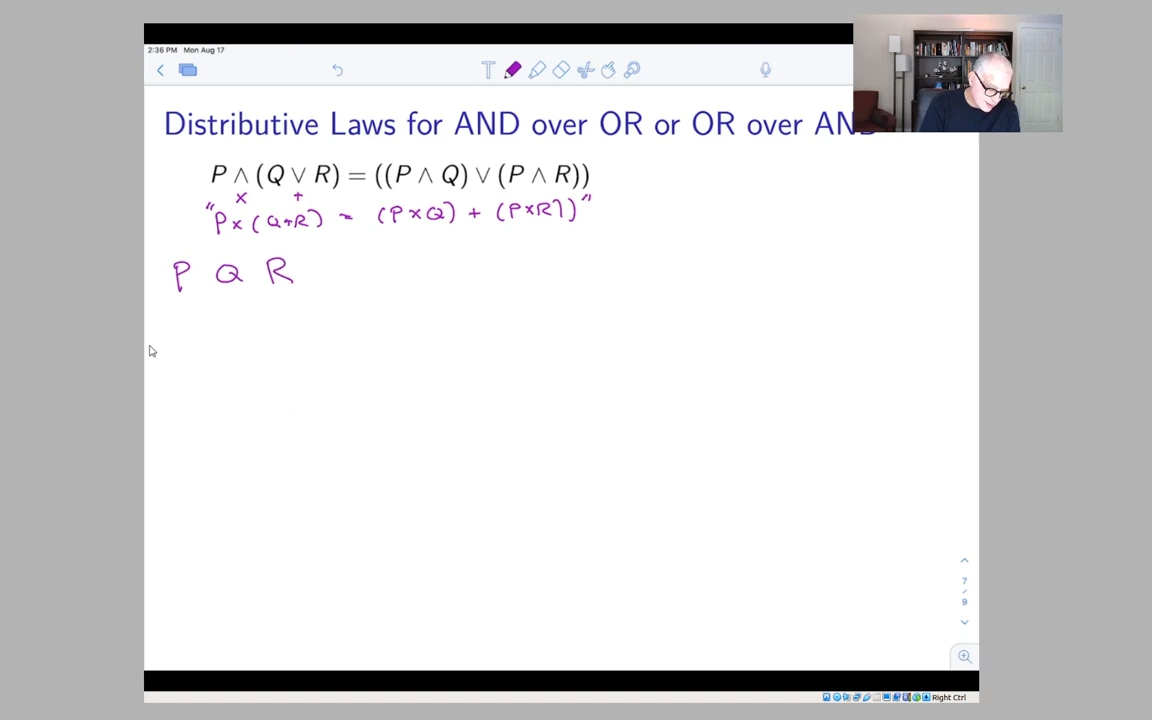 2:36 PM Mon Aug 17
Distributive Laws for AND over OR or OR over AND
P ∧ (Q ∨ R) = ((P ∧ Q) ∨ (P ∧ R))
× +
"P × (Q + R) = (P × Q) + (P × R))"
P Q R
7
/
9
Right Ctrl